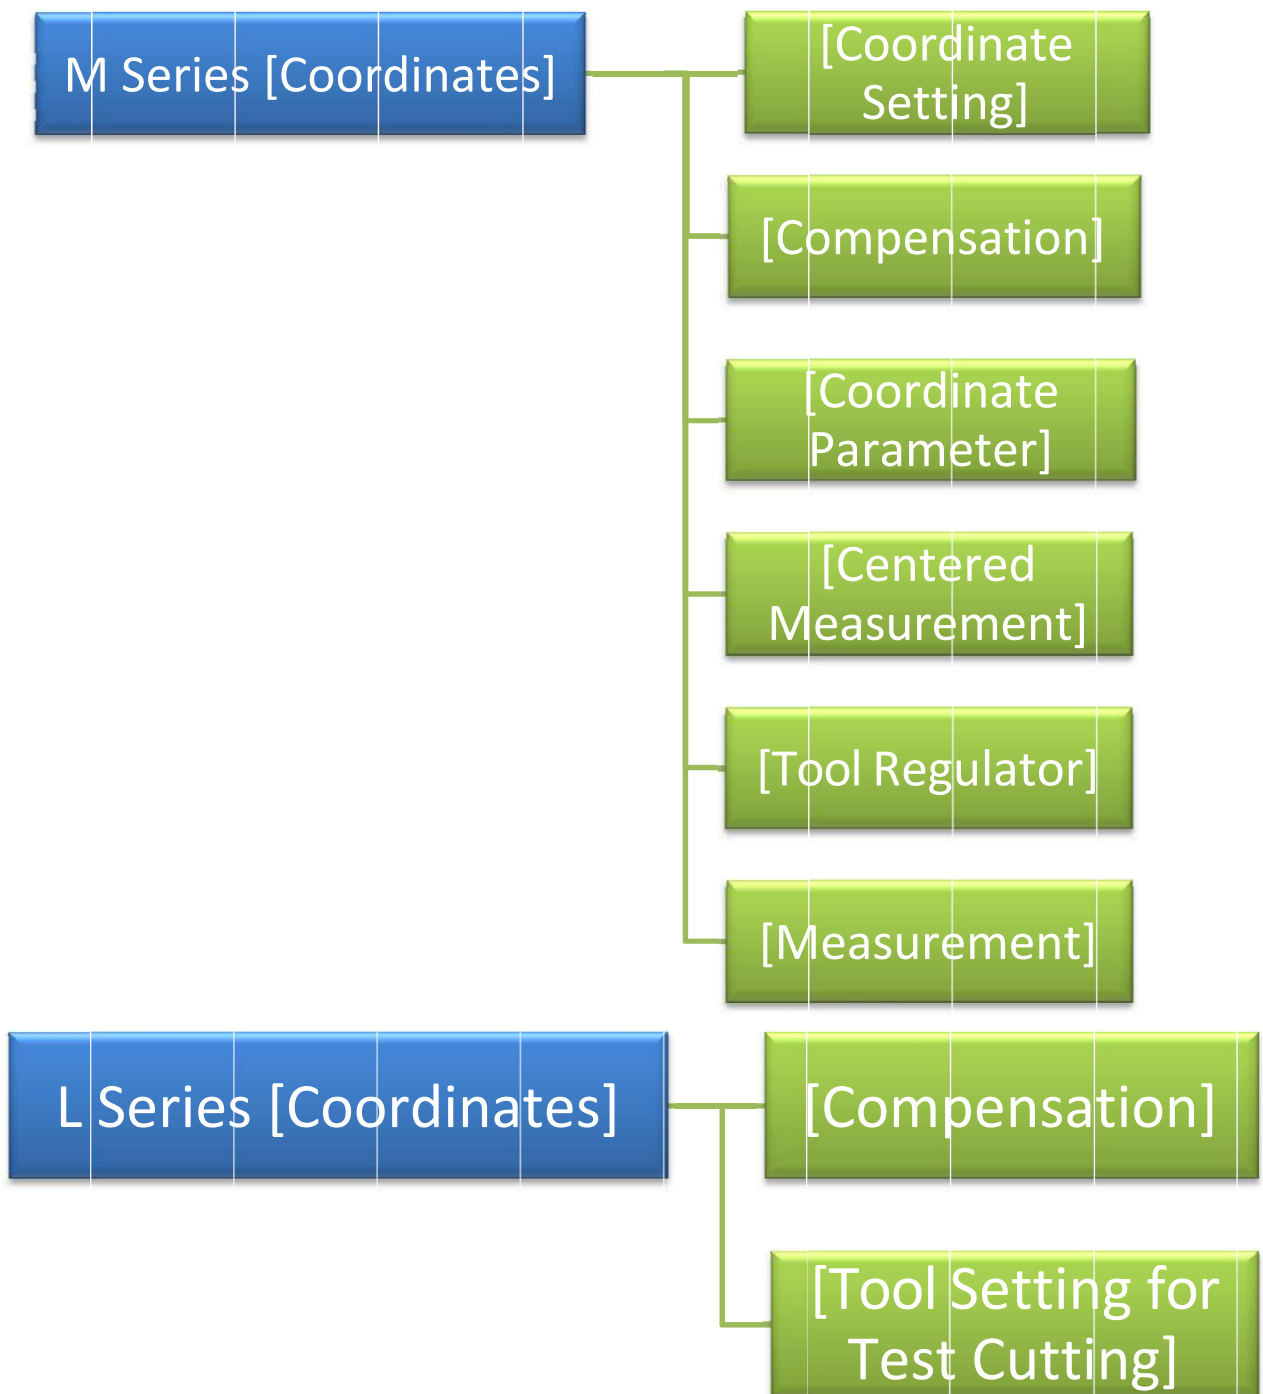 M Series [Coordinates]
[Coordinate
Setting]
[Compensation]
[Coordinate
Parameter]
[Centered
Measurement]
[Tool Regulator]
[Measurement]
L Series [Coordinates]
[Compensation]
[Tool Setting for
Test Cutting]